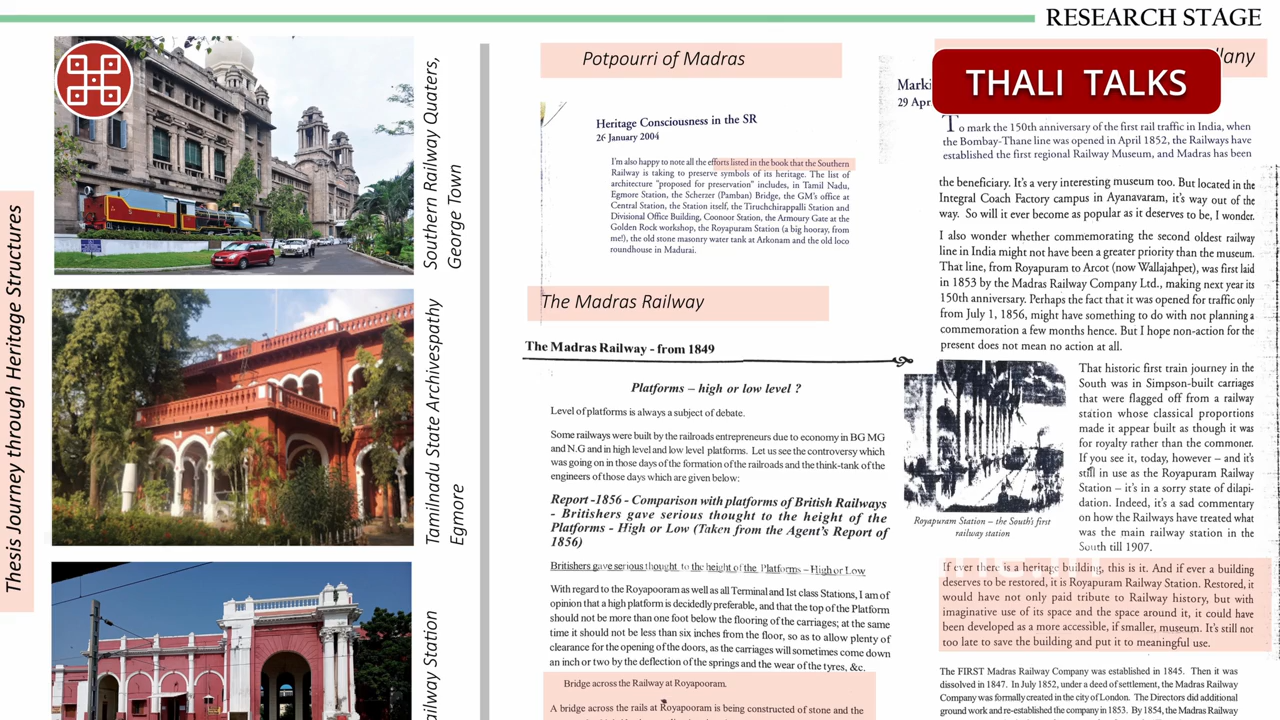 RESEARCH STAGE
Thesis Journey through Heritage Structures
Southern Railway Quaters,
George Town
Tamilnadu State Archivespathy
Egmore
ailway Station
Potpourri of Madras
Heritage Consciousness in the SR
26 January 2004
I'm also happy to note all the efforts listed in the book that the Southern
Railway is taking to preserve symbols of its heritage. The list of
architecture "proposed for preservation" includes, in Tamil Nadu,
Egmore Station, the Scherzer (Pamban) Bridge, the GM's office at
Central Station, the Station itself, the Tiruchchirappalli Station and
Divisional Office Building, Coonoor Station, the Armoury Gate at the
Golden Rock workshop, the Royapuram Station (a big hooray, from
me!), the old stone masonry water tank at Arkonam and the old loco
roundhouse in Madurai.
The Madras Railway
The Madras Railway - from 1849
Platforms – high or low level ?
Level of platforms is always a subject of debate.
Some railways were built by the railroads entrepreneurs due to economy in BG MG
and N.G and in high level and low level platforms. Let us see the controversy which
was going on in those days of the formation of the railroads and the think-tank of the
engineers of those days which are given below:
Report -1856 - Comparison with platforms of British Railways
- Britishers gave serious thought to the height of the
Platforms - High or Low (Taken from the Agent's Report of
1856)
Britishers gave serious thought to the height of the Platforms – High or Low
With regard to the Royapooram as well as all Terminal and Ist class Stations, I am of
opinion that a high platform is decidedly preferable, and that the top of the Platform
should not be more than one foot below the flooring of the carriages; at the same
time it should not be less than six inches from the floor, so as to allow plenty of
clearance for the opening of the doors, as the carriages will sometimes come down
an inch or two by the deflection of the springs and the wear of the tyres, &c.
Bridge across the Railway at Royapooram.
A bridge across the rails at Royapooram is being constructed of stone and the
llany
THALI TALKS
Marki
29 Apr
To mark the 150th anniversary of the first rail traffic in India, when
the Bombay-Thane line was opened in April 1852, the Railways have
established the first regional Railway Museum, and Madras has been
the beneficiary. It's a very interesting museum too. But located in the
Integral Coach Factory campus in Ayanavaram, it's way out of the
way. So will it ever become as popular as it deserves to be, I wonder.
I also wonder whether commemorating the second oldest railway
line in India might not have been a greater priority than the museum.
That line, from Royapuram to Arcot (now Wallajahpet), was first laid
in 1853 by the Madras Railway Company Ltd., making next year its
150th anniversary. Perhaps the fact that it was opened for traffic only
from July 1, 1856, might have something to do with not planning a
commemoration a few months hence. But I hope non-action for the
present does not mean no action at all.
That historic first train journey in the
South was in Simpson-built carriages
that were flagged off from a railway
station whose classical proportions
made it appear built as though it was
for royalty rather than the commoner.
If you see it, today, however – and it's
still in use as the Royapuram Railway
Station – it's in a sorry state of dilapi-
dation. Indeed, it's a sad commentary
on how the Railways have treated what
was the main railway station in the
South till 1907.
Royapuram Station – the South's first
railway station
If ever there is a heritage building, this is it. And if ever a building
deserves to be restored, it is Royapuram Railway Station. Restored, it
would have not only paid tribute to Railway history, but with
imaginative use of its space and the space around it, it could have
been developed as a more accessible, if smaller, museum. It's still not
too late to save the building and put it to meaningful use.
The FIRST Madras Railway Company was established in 1845. Then it was
dissolved in 1847. In July 1852, under a deed of settlement, the Madras Railway
Company was formally created in the city of London. The Directors did additional
ground work and re-established the company in 1853. By 1854, the Madras Railway